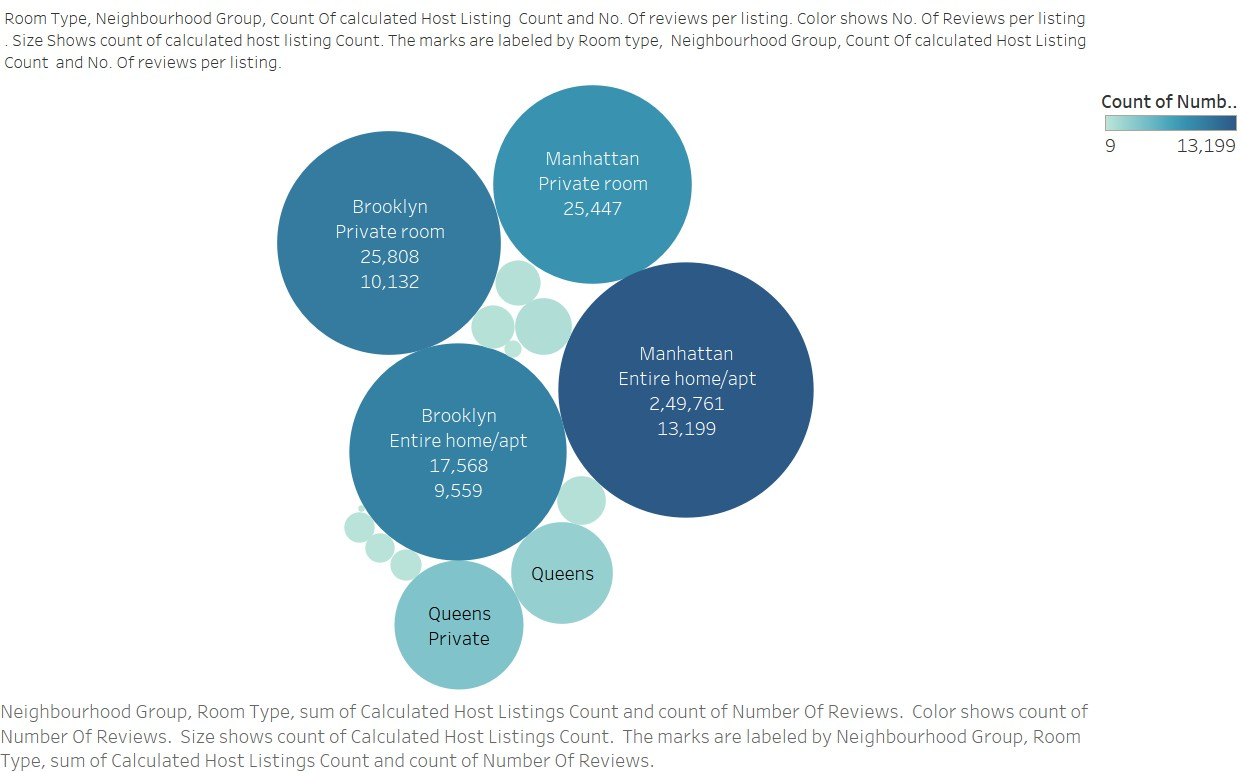 Room Type, Neighbourhood Group, Count Of calculated Host Listing Count and No. Of reviews per listing. Color shows No. Of Reviews per listing
. Size Shows count of calculated host listing Count. The marks are labeled by Room type, Neighbourhood Group, Count Of calculated Host Listing
Count and No. Of reviews per listing.
Count of Numb..
9 13,199
Manhattan
Private room
25,447
Brooklyn
Private room
25,808
10,132
Manhattan
Entire home/apt
2,49,761
13,199
Brooklyn
Entire home/apt
17,568
9,559
Queens
Queens
Private
Neighbourhood Group, Room Type, sum of Calculated Host Listings Count and count of Number Of Reviews. Color shows count of
Number Of Reviews. Size shows count of Calculated Host Listings Count. The marks are labeled by Neighbourhood Group, Room
Type, sum of Calculated Host Listings Count and count of Number Of Reviews.